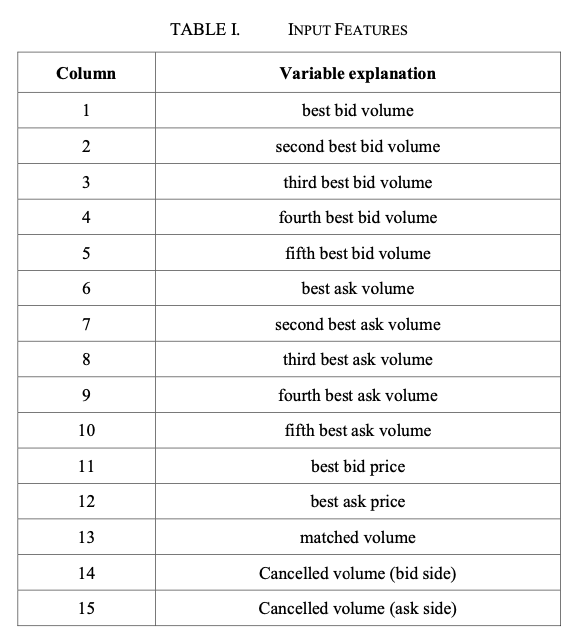 TABLE I. INPUT FEATURES
Column Variable explanation
1 best bid volume
2 second best bid volume
3 third best bid volume
4 fourth best bid volume
5 fifth best bid volume
6 best ask volume
7 second best ask volume
8 third best ask volume
9 fourth best ask volume
10 fifth best ask volume
11 best bid price
12 best ask price
13 matched volume
14 Cancelled volume (bid side)
15 Cancelled volume (ask side)